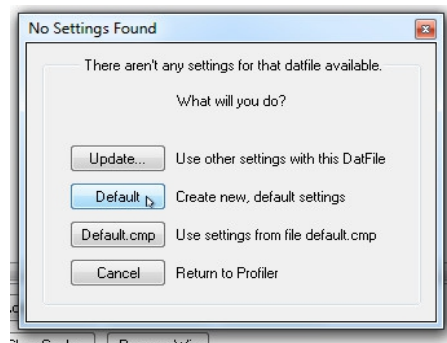 No Settings Found
There aren't any settings for that datfile available.
What will you do?
Update... Use other settings with this DatFile
Default Create new, default settings
Default.cmp Use settings from file default.cmp
Cancel Return to Profiler